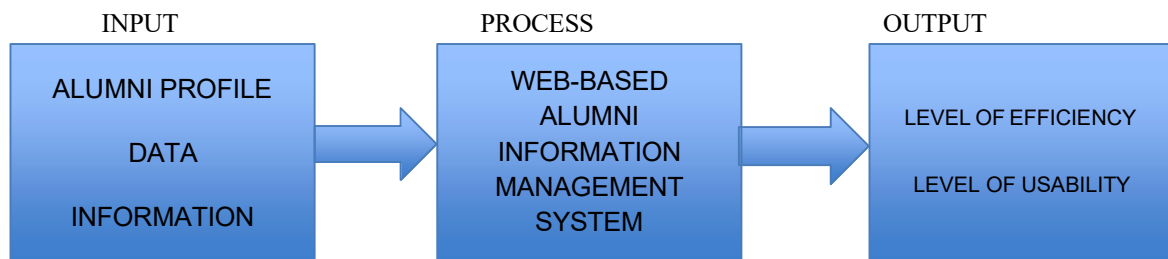 INPUT
PROCESS
OUTPUT
ALUMNI PROFILE
DATA
INFORMATION
WEB-BASED
ALUMNI
INFORMATION
MANAGEMENT
SYSTEM
LEVEL OF EFFICIENCY
LEVEL OF USABILITY